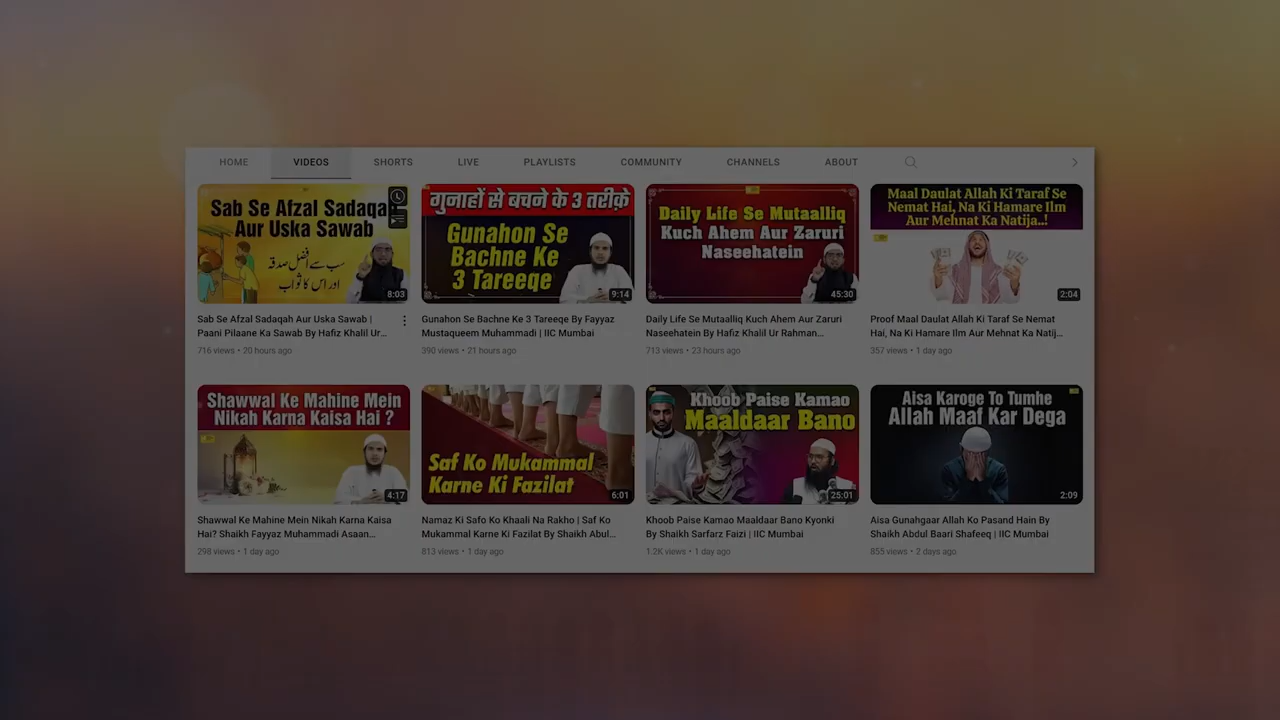 HOME VIDEOS SHORTS LIVE PLAYLISTS COMMUNITY CHANNELS ABOUT
Sab Se Afzal Sadaqa
Aur Uska Sawab
سب سے افضل صدقہ
اور اس کا ثواب
8:03
गुनाहों से बचने के 3 तरीक़े
Gunahon Se
Bachne Ke
3 Tareeqe
9:14
Daily Life Se Mutaalliq
Kuch Ahem Aur Zaruri
Naseehatein
45:30
Maal Daulat Allah Ki Taraf Se
Nemat Hai, Na Ki Hamare Ilm
Aur Mehnat Ka Natija..!
2:04
Sab Se Afzal Sadaqah Aur Uska Sawab |
Paani Pilaane Ka Sawab By Hafiz Khalil Ur...
716 views • 20 hours ago
Gunahon Se Bachne Ke 3 Tareeqe By Fayyaz
Mustaqueem Muhammadi | IIC Mumbai
390 views • 21 hours ago
Daily Life Se Mutaalliq Kuch Ahem Aur Zaruri
Naseehatein By Hafiz Khalil Ur Rahman...
713 views • 23 hours ago
Proof Maal Daulat Allah Ki Taraf Se Nemat
Hai, Na Ki Hamare Ilm Aur Mehnat Ka Natij...
357 views • 1 day ago
Shawwal Ke Mahine Mein
Nikah Karna Kaisa Hai ?
4:17
Saf Ko Mukammal
Karne Ki Fazilat
6:01
Khoob Paise Kamao
Maaldaar Bano
25:01
Aisa Karoge To Tumhe
Allah Maaf Kar Dega
2:09
Shawwal Ke Mahine Mein Nikah Karna Kaisa
Hai? Shaikh Fayyaz Muhammadi Asaan...
298 views • 1 day ago
Namaz Ki Safo Ko Khaali Na Rakho | Saf Ko
Mukammal Karne Ki Fazilat By Shaikh Abul...
813 views • 1 day ago
Khoob Paise Kamao Maaldaar Bano Kyonki
By Shaikh Sarfarz Faizi | IIC Mumbai
1.2K views • 1 day ago
Aisa Gunahgaar Allah Ko Pasand Hain By
Shaikh Abdul Baari Shafeeq | IIC Mumbai
855 views • 2 days ago